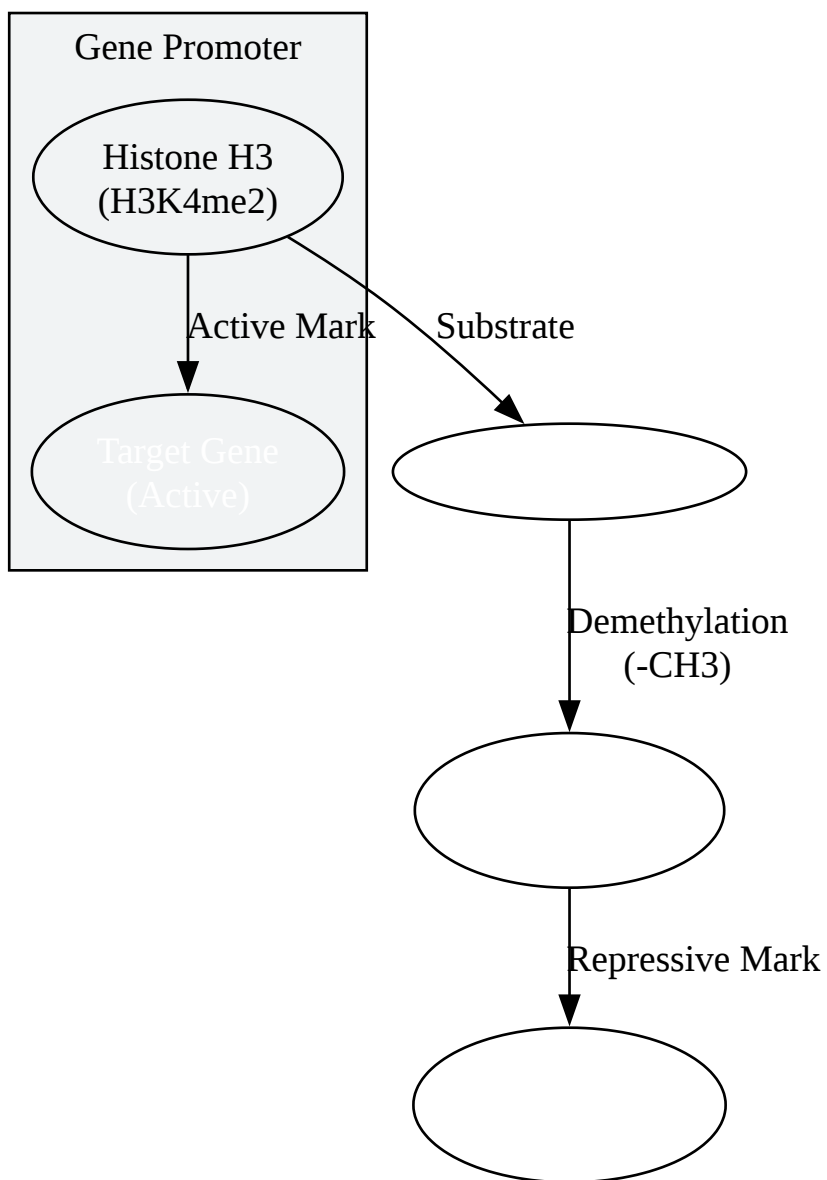 Gene Promoter
Histone H3
(H3K4me2)
Active Mark
Substrate
Target Gene
(Active)
Demethylation
(-CH3)
Repressive Mark